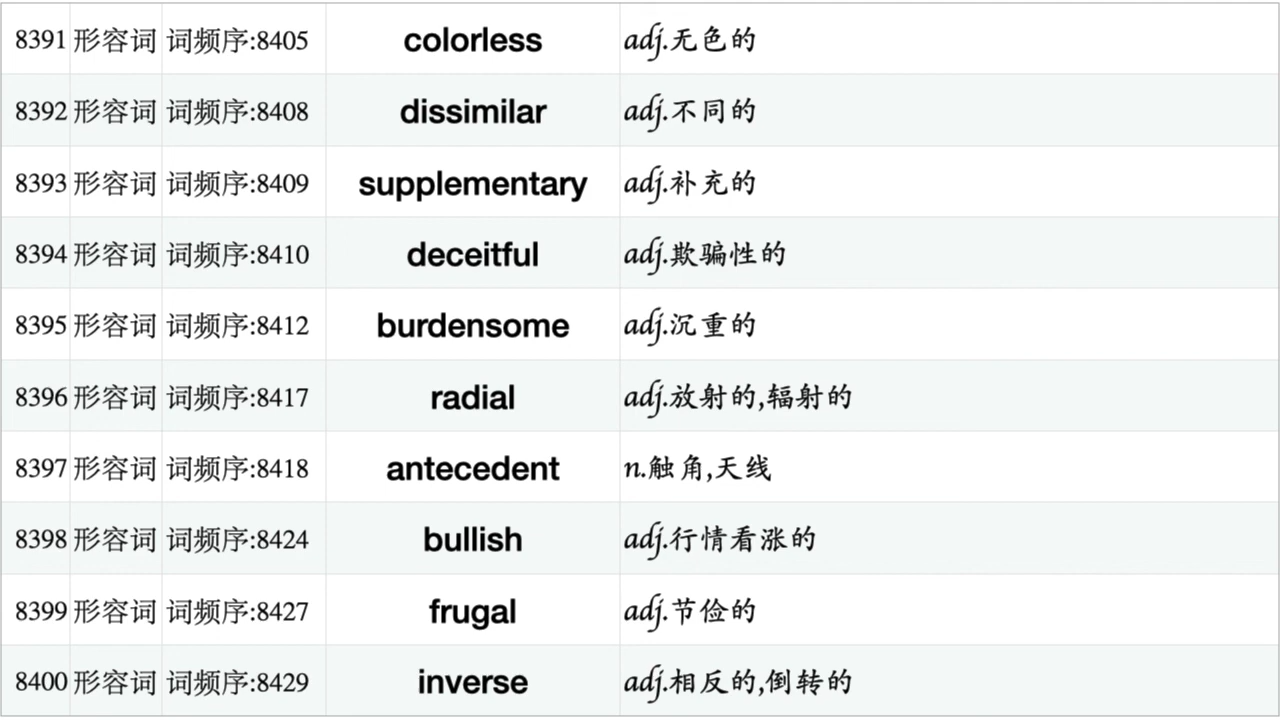 8391 形容词 词频序:8405 colorless adj.无色的
8392 形容词 词频序:8408 dissimilar adj.不同的
8393 形容词 词频序:8409 supplementary adj.补充的
8394 形容词 词频序:8410 deceitful adj.欺骗性的
8395 形容词 词频序:8412 burdensome adj.沉重的
8396 形容词 词频序:8417 radial adj.放射的,辐射的
8397 形容词 词频序:8418 antecedent n.触角,天线
8398 形容词 词频序:8424 bullish adj.行情看涨的
8399 形容词 词频序:8427 frugal adj.节俭的
8400 形容词 词频序:8429 inverse adj.相反的,倒转的